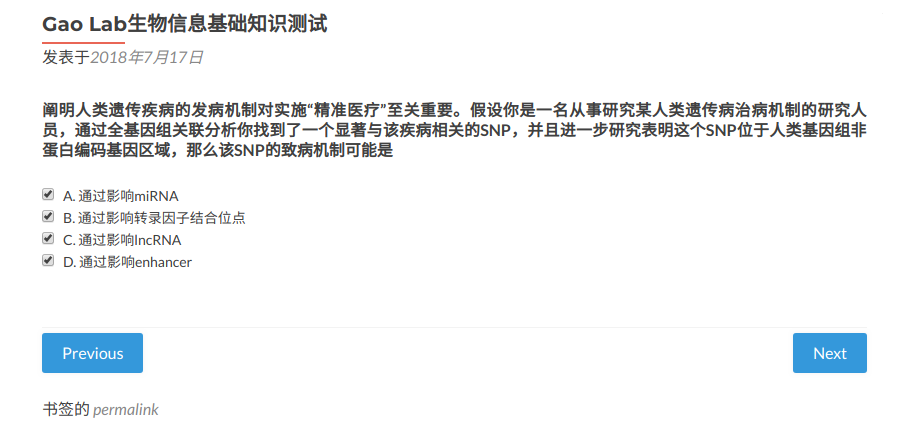 Gao Lab生物信息基础知识测试
发表于2018年7月17日
阐明人类遗传疾病的发病机制对实施“精准医疗”至关重要。假设你是一名从事研究某人类遗传病治病机制的研究人
员，通过全基因组关联分析你找到了一个显著与该疾病相关的SNP，并且进一步研究表明这个SNP位于人类基因组非
蛋白编码基因区域，那么该SNP的致病机制可能是
A. 通过影响miRNA
B. 通过影响转录因子结合位点
C. 通过影响lncRNA
D. 通过影响enhancer
Previous
Next
书签的 permalink